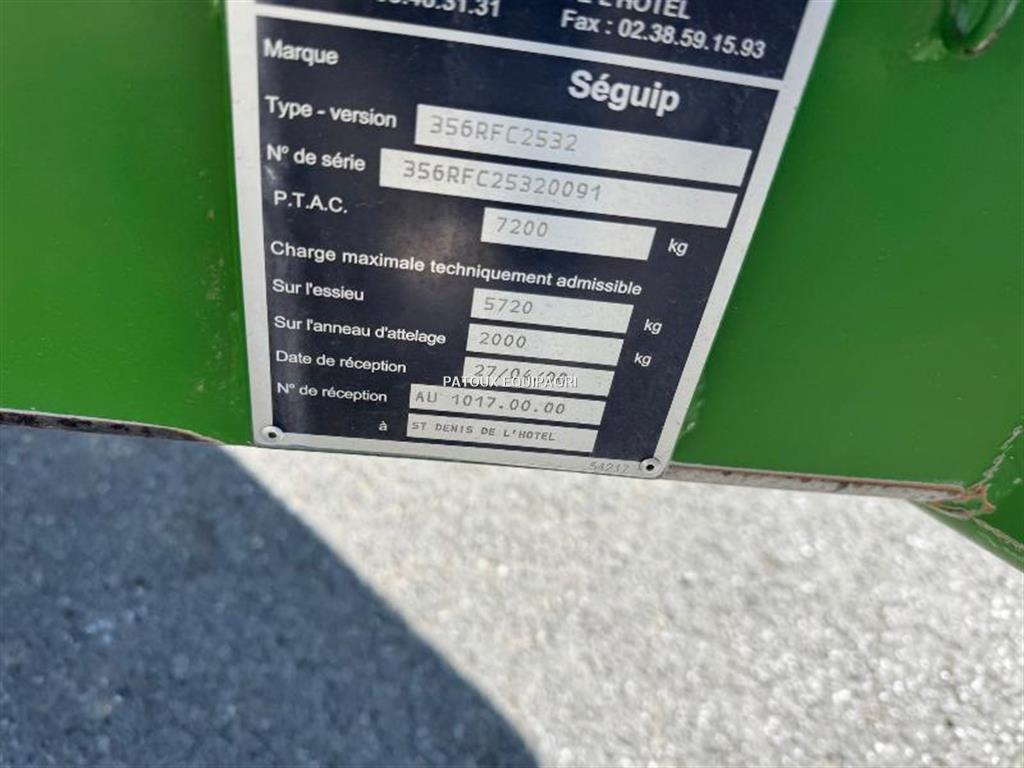 L'HOTEL
Fax : 02.38.59.15.93
Marque Séguip
Type - version 356RFC2532
N° de série 356RFC25320091
P.T.A.C. 7200 kg
Charge maximale techniquement admissible
Sur l'essieu 5720 kg
Sur l'anneau d'attelage 2000 kg
Date de réception
PATOUX EQUIPAGRI
N° de réception AU 1017.00.00
à ST DENIS DE L'HOTEL
54217